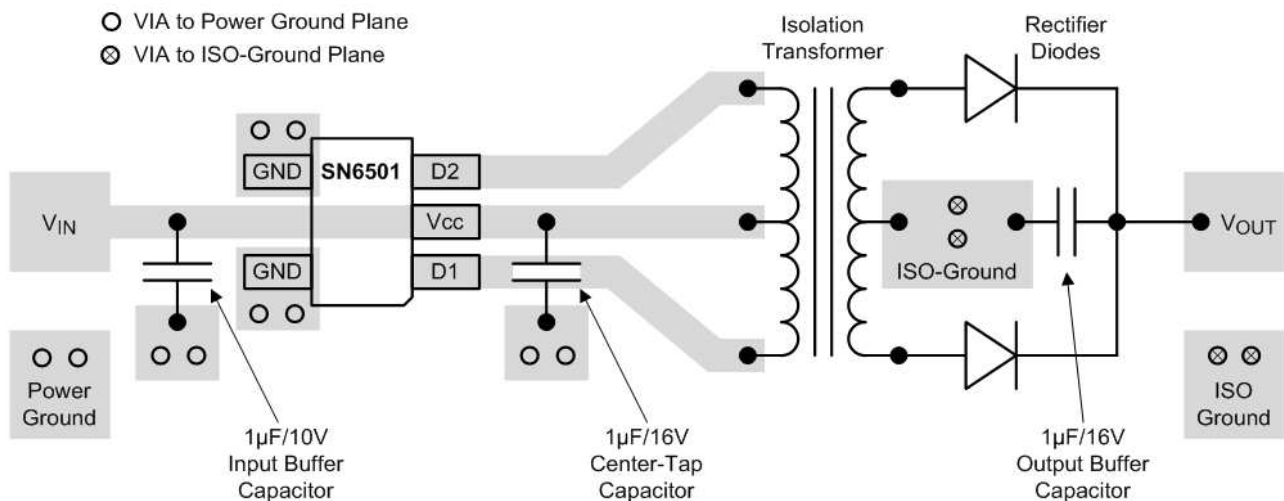 VIA to Power Ground Plane
VIA to ISO-Ground Plane
Isolation
Transformer
Rectifier
Diodes
GND
SN6501
D2
VIN
Vcc
VOUT
GND
D1
ISO-Ground
Power
Ground
ISO
Ground
1µF/10V
Input Buffer
Capacitor
1µF/16V
Center-Tap
Capacitor
1µF/16V
Output Buffer
Capacitor